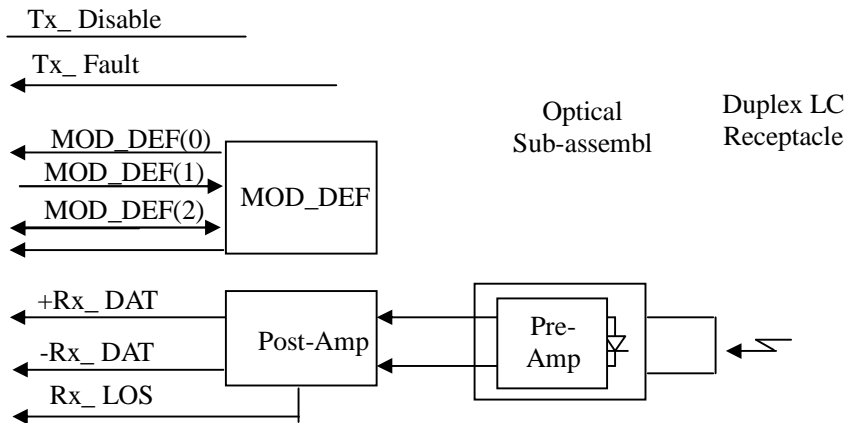 Tx_ Disable
Tx_ Fault
Optical
Sub-assembl
Duplex LC
Receptacle
MOD_DEF(0)
MOD_DEF(1)
MOD_DEF(2)
MOD_DEF
+Rx_ DAT
-Rx_ DAT
Rx_ LOS
Post-Amp
Pre-
Amp